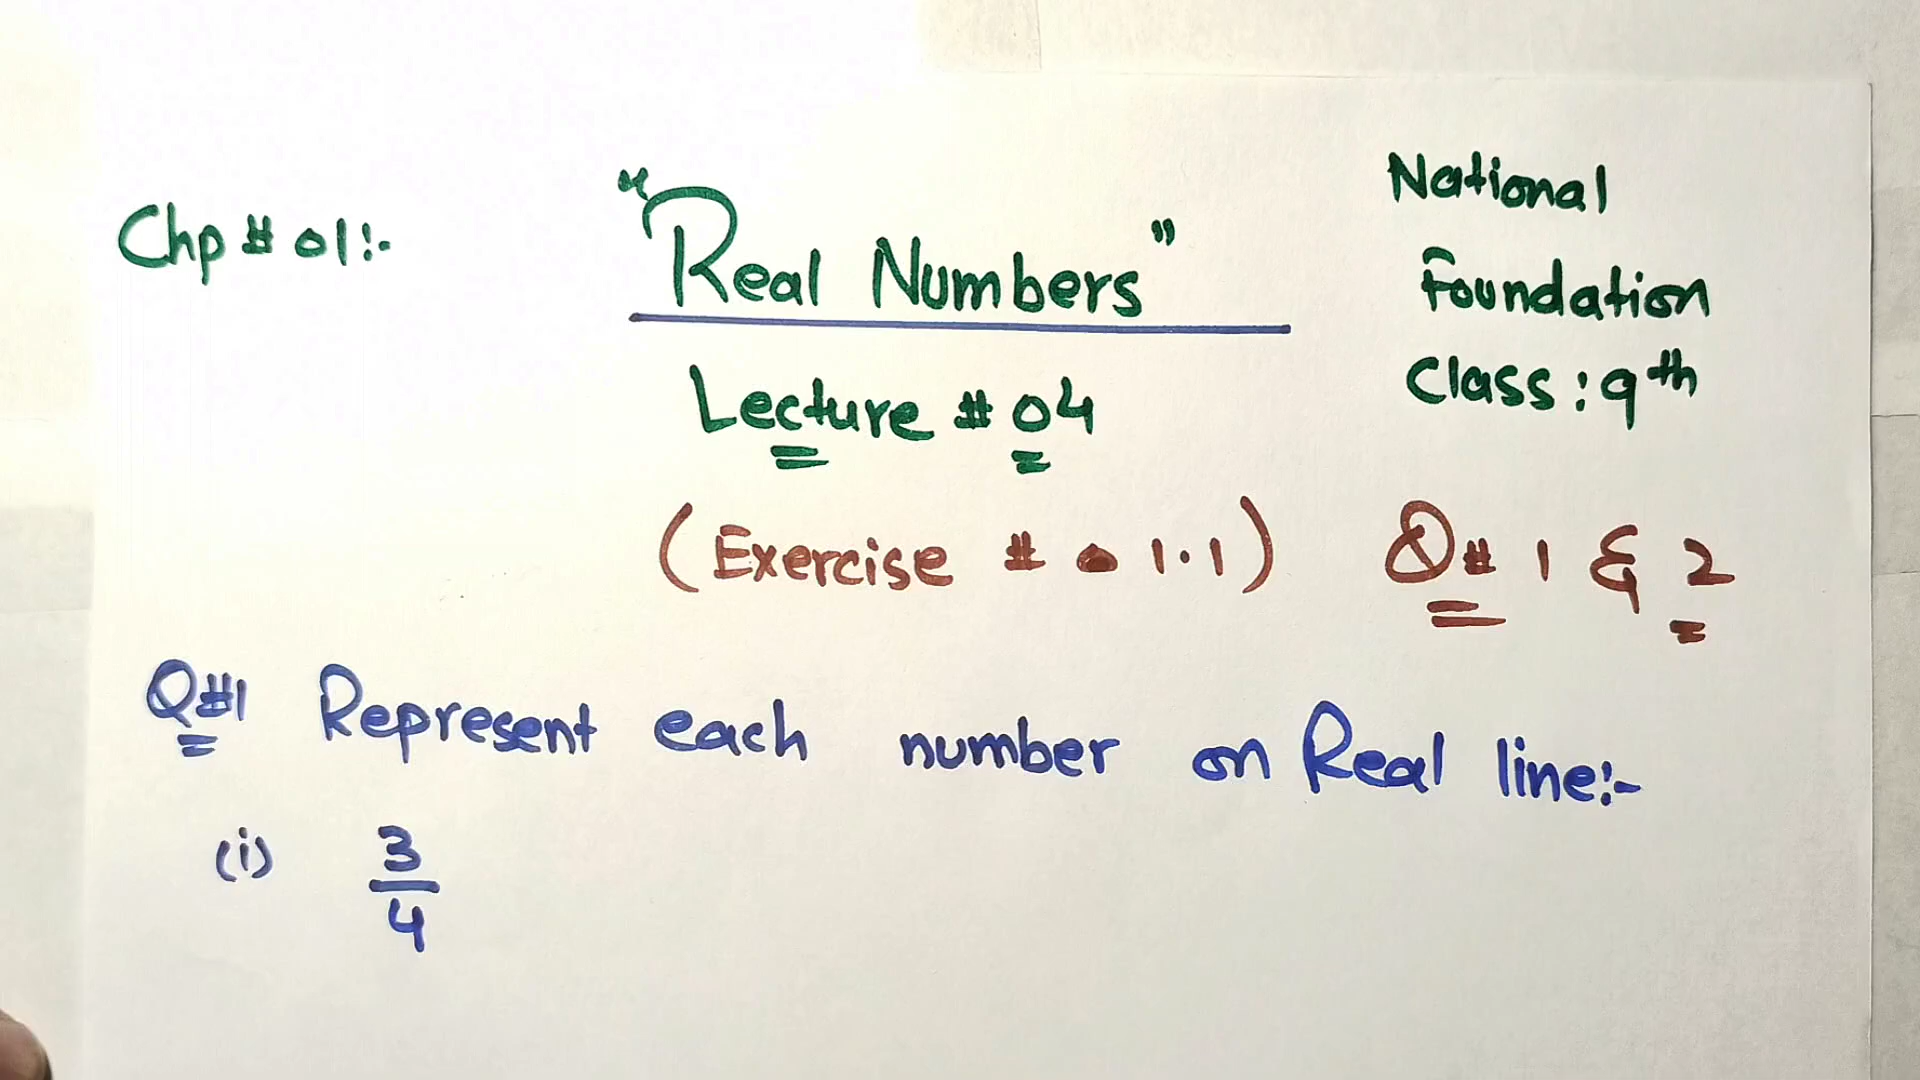 Chp # 01:-
"Real Numbers"
National
Foundation
Class: 9th
Lecture # 04
(Exercise # 1.1) Q# 1 & 2
Q#1 Represent each number on Real line:-
(i) 3/4